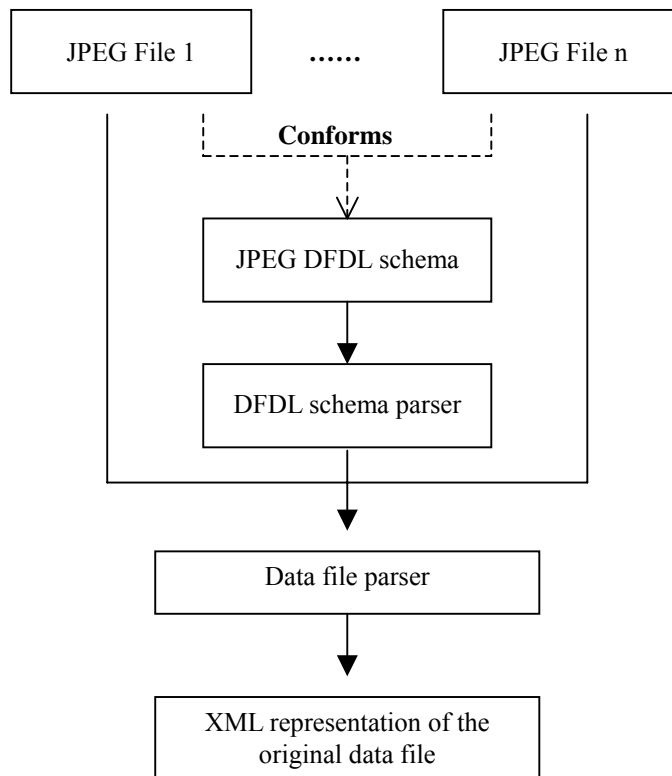 JPEG File 1
......
JPEG File n
Conforms
JPEG DFDL schema
DFDL schema parser
Data file parser
XML representation of the
original data file